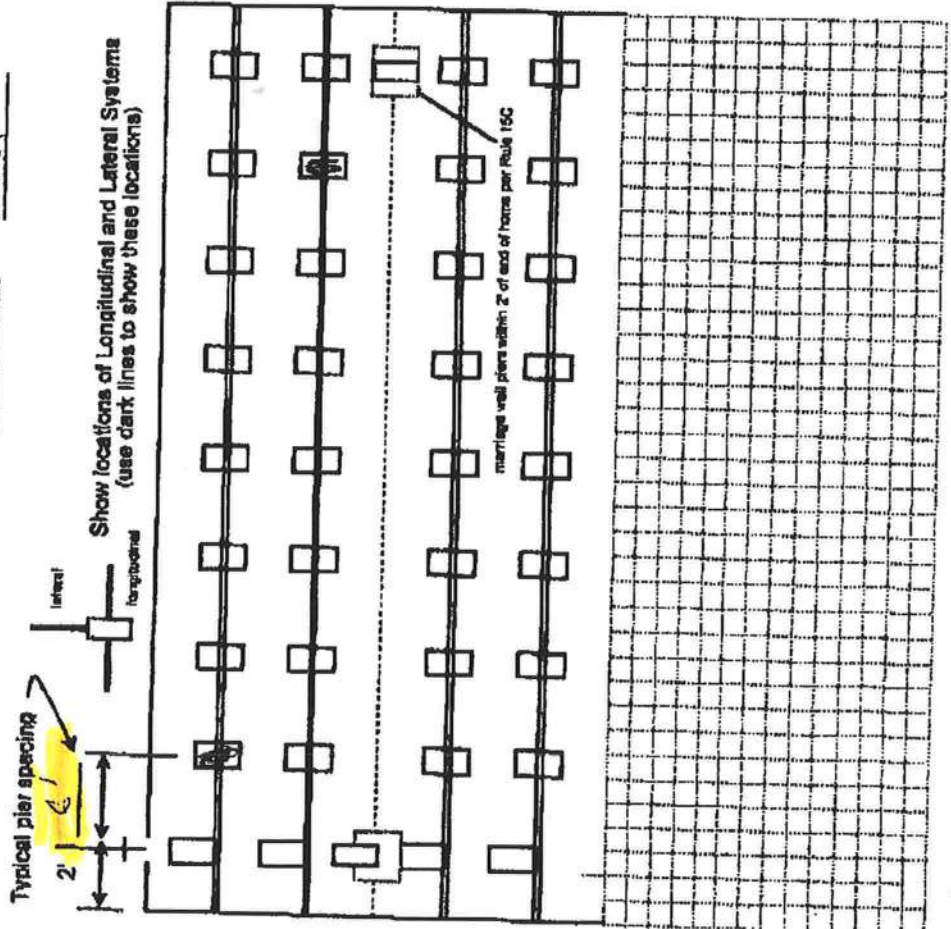 Typical pier spacing
2'
lateral
longitudinal
Show locations of Longitudinal and Lateral Systems
(use dark lines to show these locations)
marriage wall piers within 2' of end of home per Rule 15C